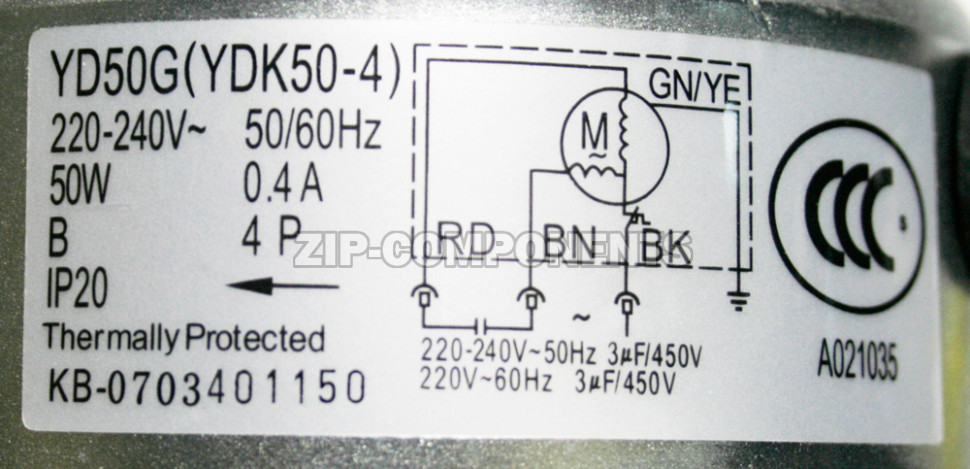 YD50G(YDK50-4)
220-240V~ 50/60Hz
50W 0.4A
B 4 P
IP20
Thermally Protected
KB-0703401150
GN/YE
M
~
RD BN BK
~
220-240V~50Hz 3µF/450V
220V~60Hz 3µF/450V
CCC S
A021035
ZIP-COMPONENTS